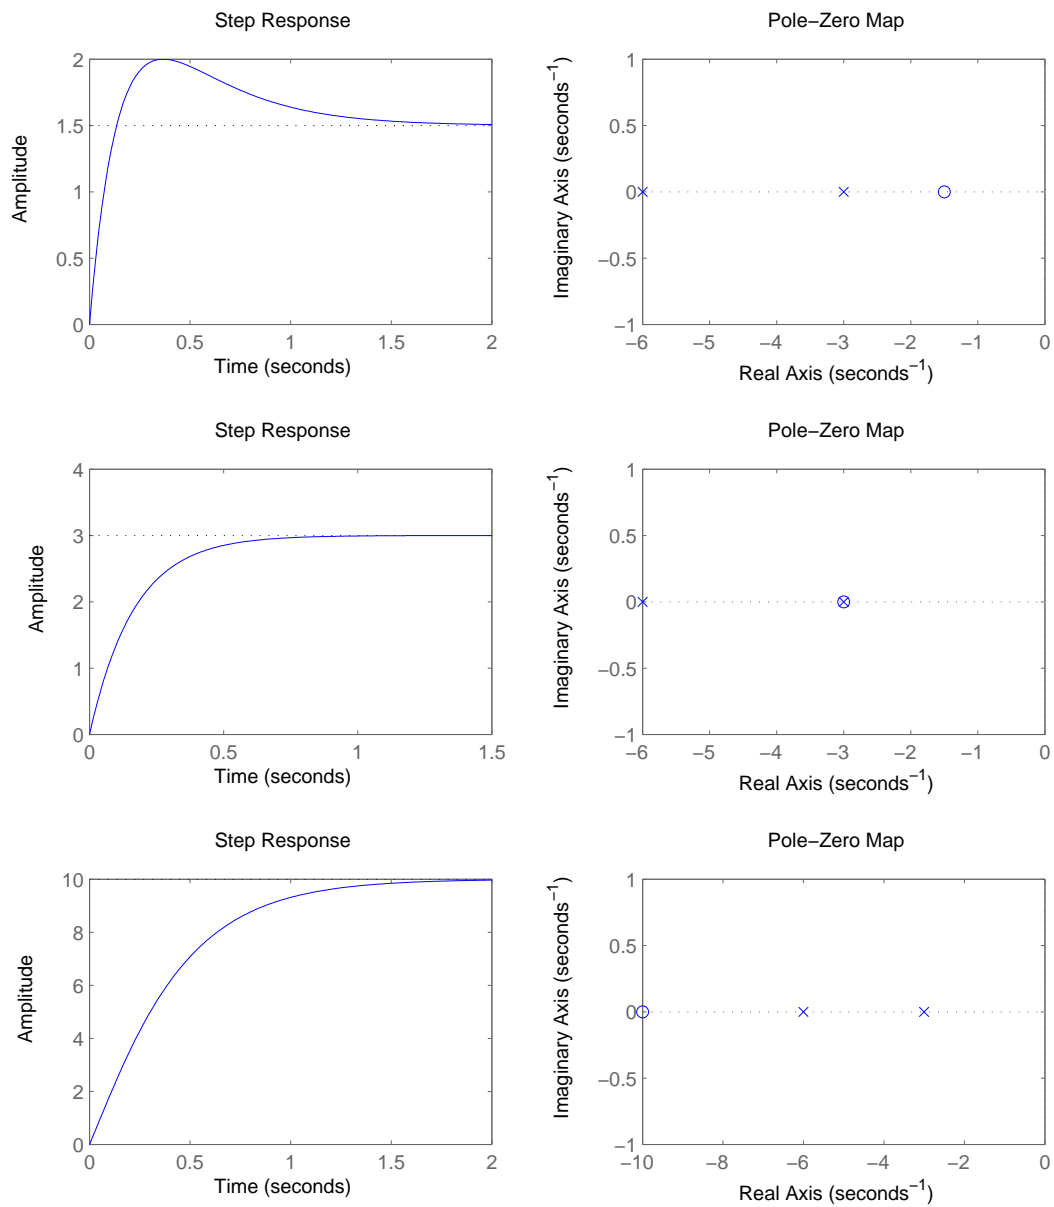 Step Response
Amplitude
2
1.5
1
0.5
0
0 0.5 1 1.5 2
Time (seconds)
Pole−Zero Map
Imaginary Axis (seconds⁻¹)
1
0.5
0
−0.5
−1
−6 −5 −4 −3 −2 −1 0
Real Axis (seconds⁻¹)
Step Response
Amplitude
4
3
2
1
0
0 0.5 1 1.5
Time (seconds)
Pole−Zero Map
Imaginary Axis (seconds⁻¹)
1
0.5
0
−0.5
−1
−6 −5 −4 −3 −2 −1 0
Real Axis (seconds⁻¹)
Step Response
Amplitude
10
8
6
4
2
0
0 0.5 1 1.5 2
Time (seconds)
Pole−Zero Map
Imaginary Axis (seconds⁻¹)
1
0.5
0
−0.5
−1
−10 −8 −6 −4 −2 0
Real Axis (seconds⁻¹)